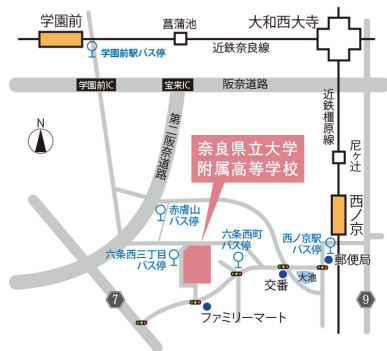 学園前
菖蒲池
大和西大寺
学園前駅バス停
近鉄奈良線
学園前IC
宝来IC
阪奈道路
近鉄橿原線
N
第二阪奈道路
奈良県立大学
附属高等学校
尼ヶ辻
赤膚山
バス停
西ノ京
六条西三丁目
バス停
六条西町
バス停
西ノ京駅
バス停
郵便局
大池
交番
7
9
ファミリーマート